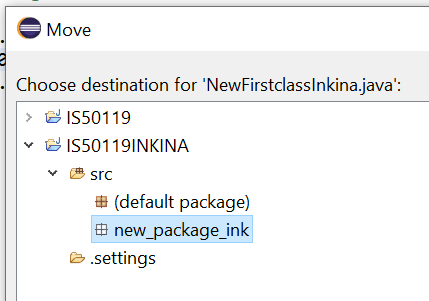 Move
Choose destination for 'NewFirstclassInkina.java':
IS50119
IS50119INKINA
src
(default package)
new_package_ink
.settings